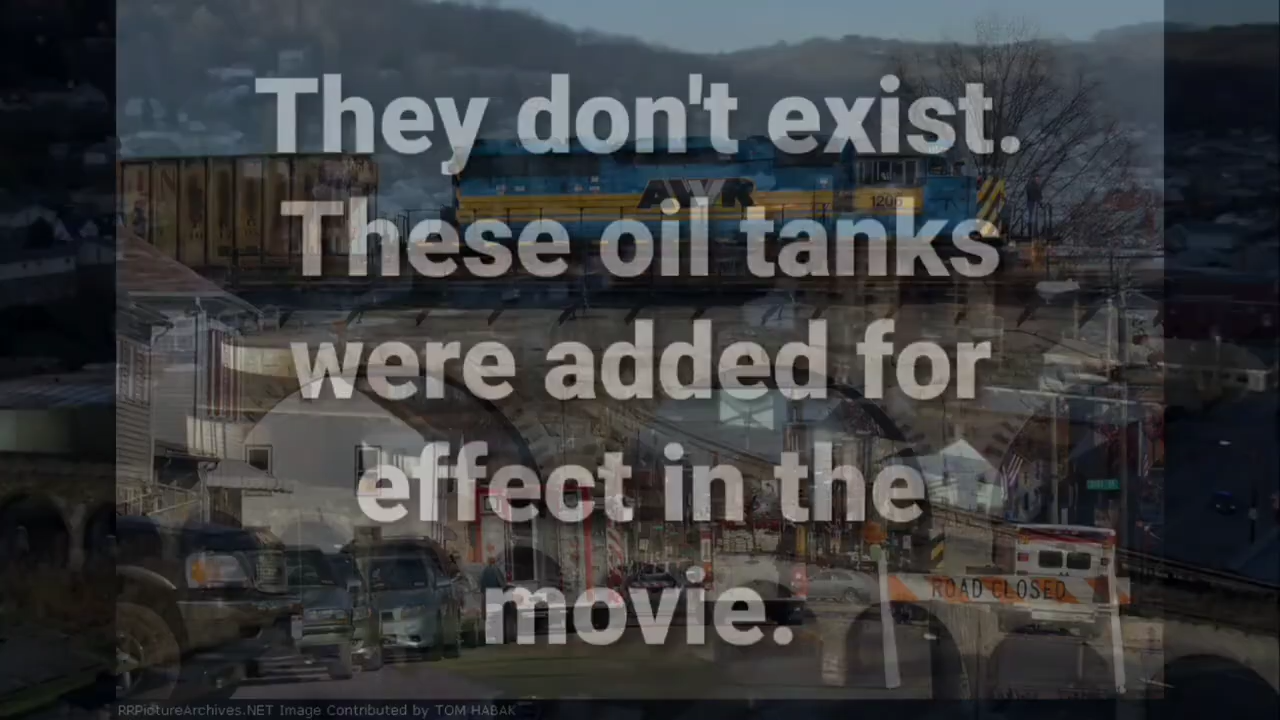 They don't exist.
AWVR
1206
These oil tanks
were added for
effect in the
ROAD CLOSED
movie.
RRPictureArchives.NET Image Contributed by TOM HABAK